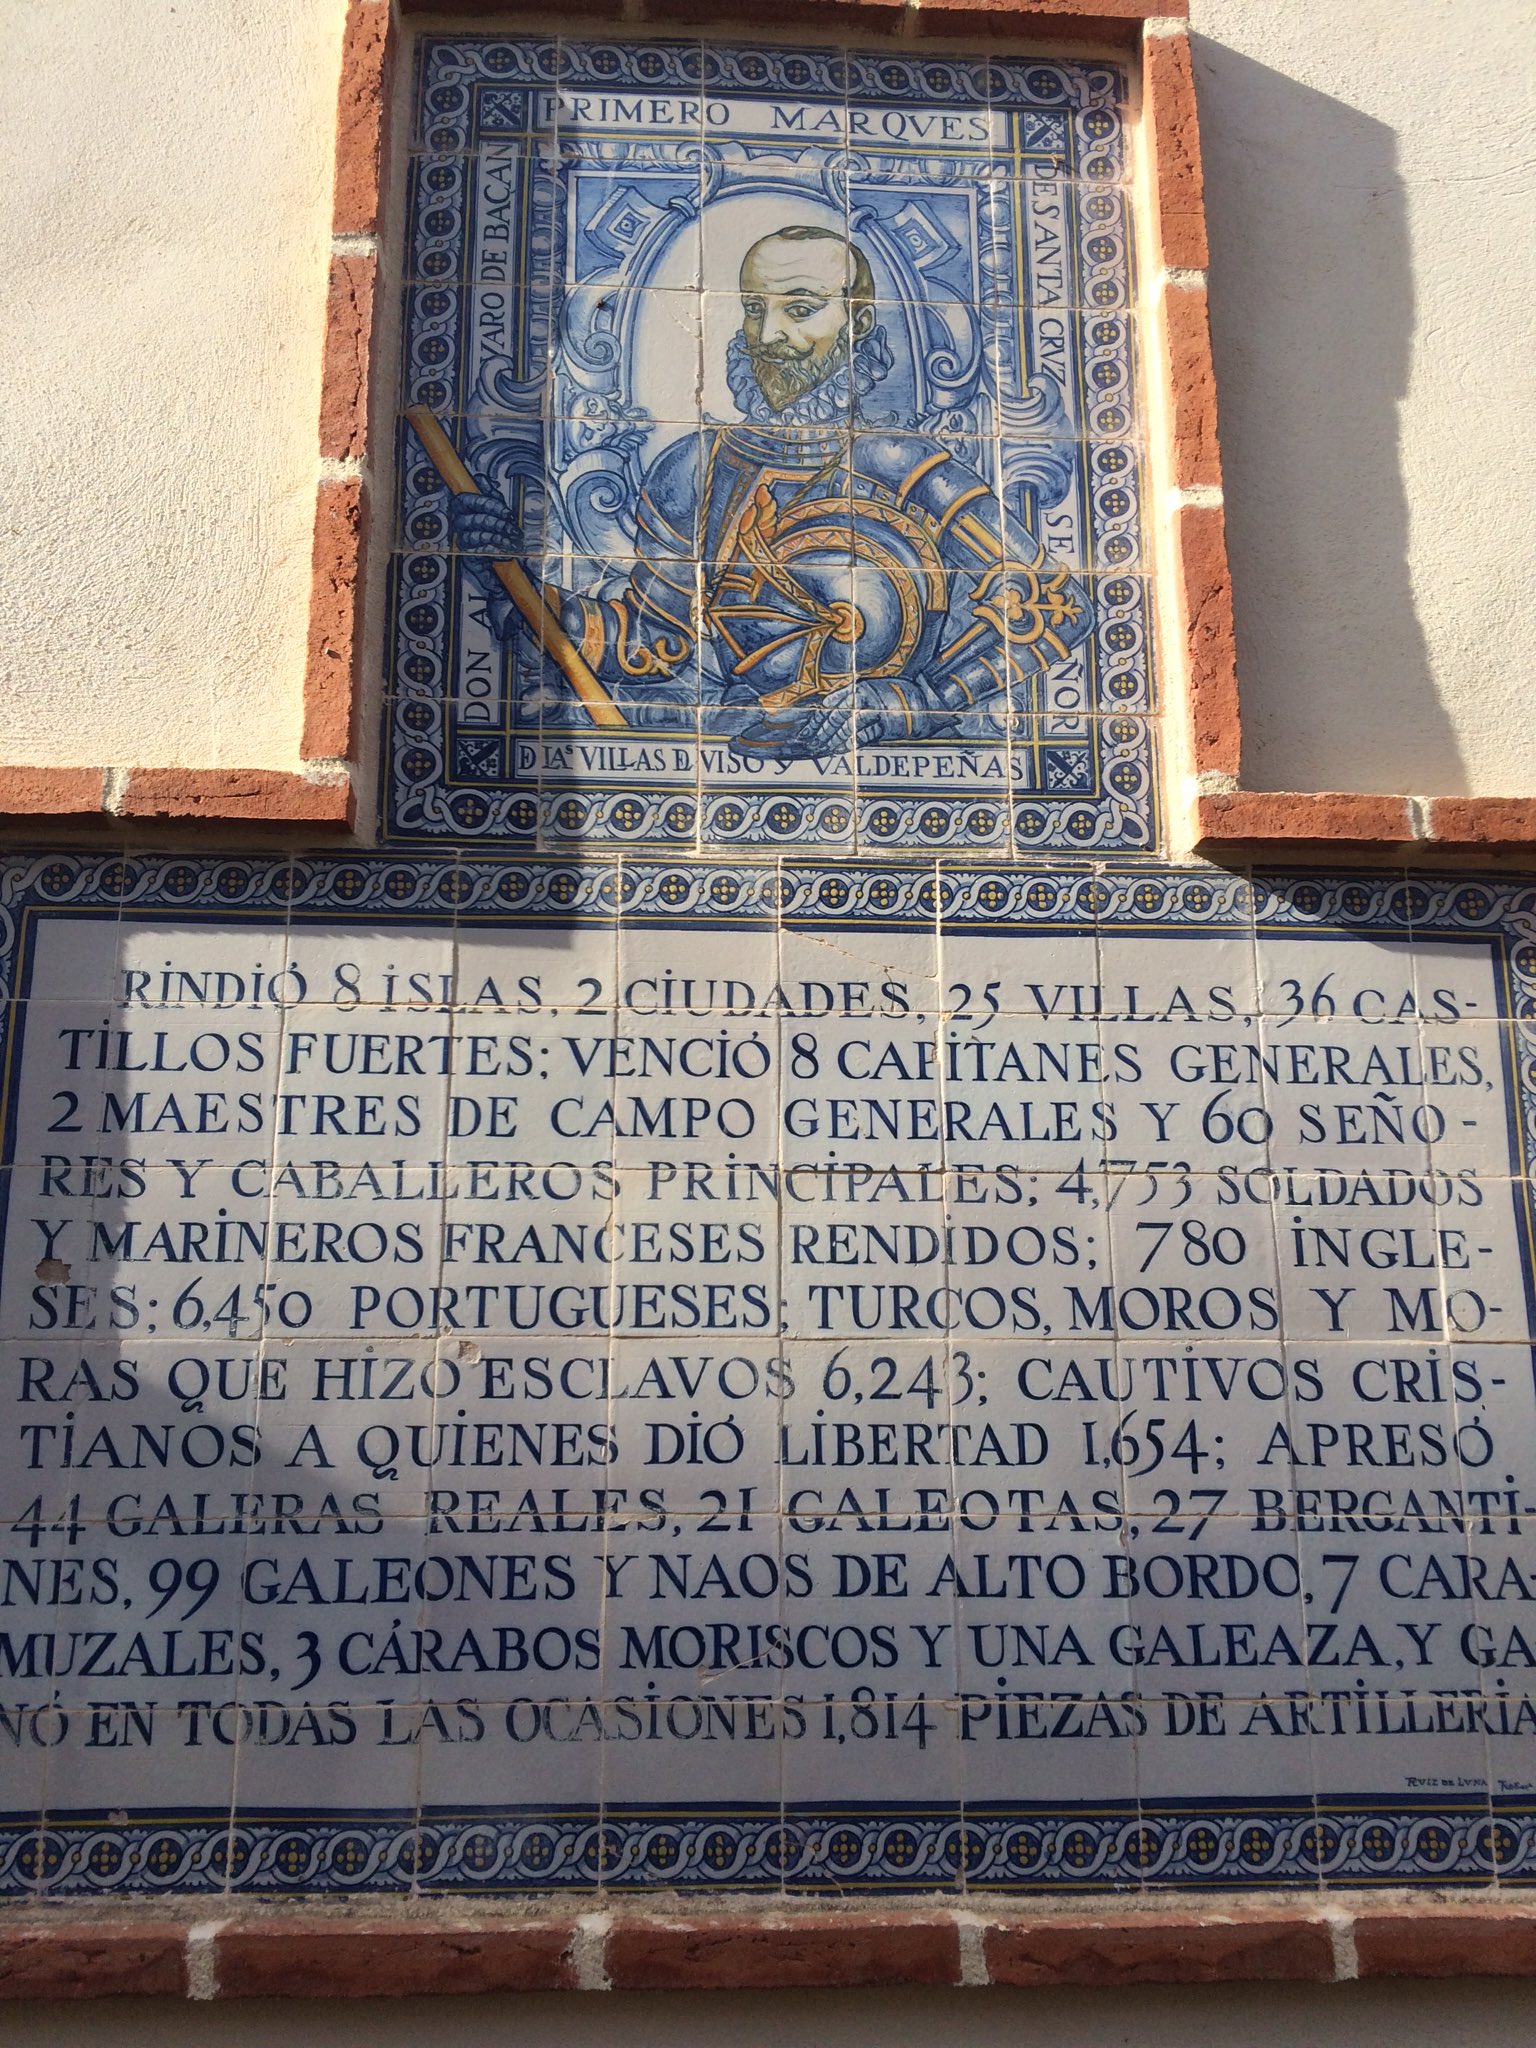 DON ALVARO DE BAÇAN
PRIMERO MARQVES
DE SANTA CRVZ SEÑOR
D LAS VILLAS DL VISO Y VALDEPEÑAS
RINDIÓ 8 ISLAS, 2 CIUDADES, 25 VILLAS, 36 CAS-
TILLOS FUERTES; VENCIÓ 8 CAPITANES GENERALES,
2 MAESTRES DE CAMPO GENERALES Y 60 SEÑO-
RES Y CABALLEROS PRINCIPALES; 4,753 SOLDADOS
Y MARINEROS FRANCESES RENDIDOS; 780 INGLE-
SES; 6,450 PORTUGUESES; TURCOS, MOROS Y MO-
RAS QUE HIZO ESCLAVOS 6,243; CAUTIVOS CRIS-
TIANOS A QUIENES DIÓ LIBERTAD 1,654; APRESÓ
44 GALERAS REALES, 21 GALEOTAS, 27 BERGANTI-
NES, 99 GALEONES Y NAOS DE ALTO BORDO, 7 CARA-
MUZALES, 3 CÁRABOS MORISCOS Y UNA GALEAZA, Y GA
NÓ EN TODAS LAS OCASIONES 1,814 PIEZAS DE ARTILLERIA
RUIZ DE LVNA